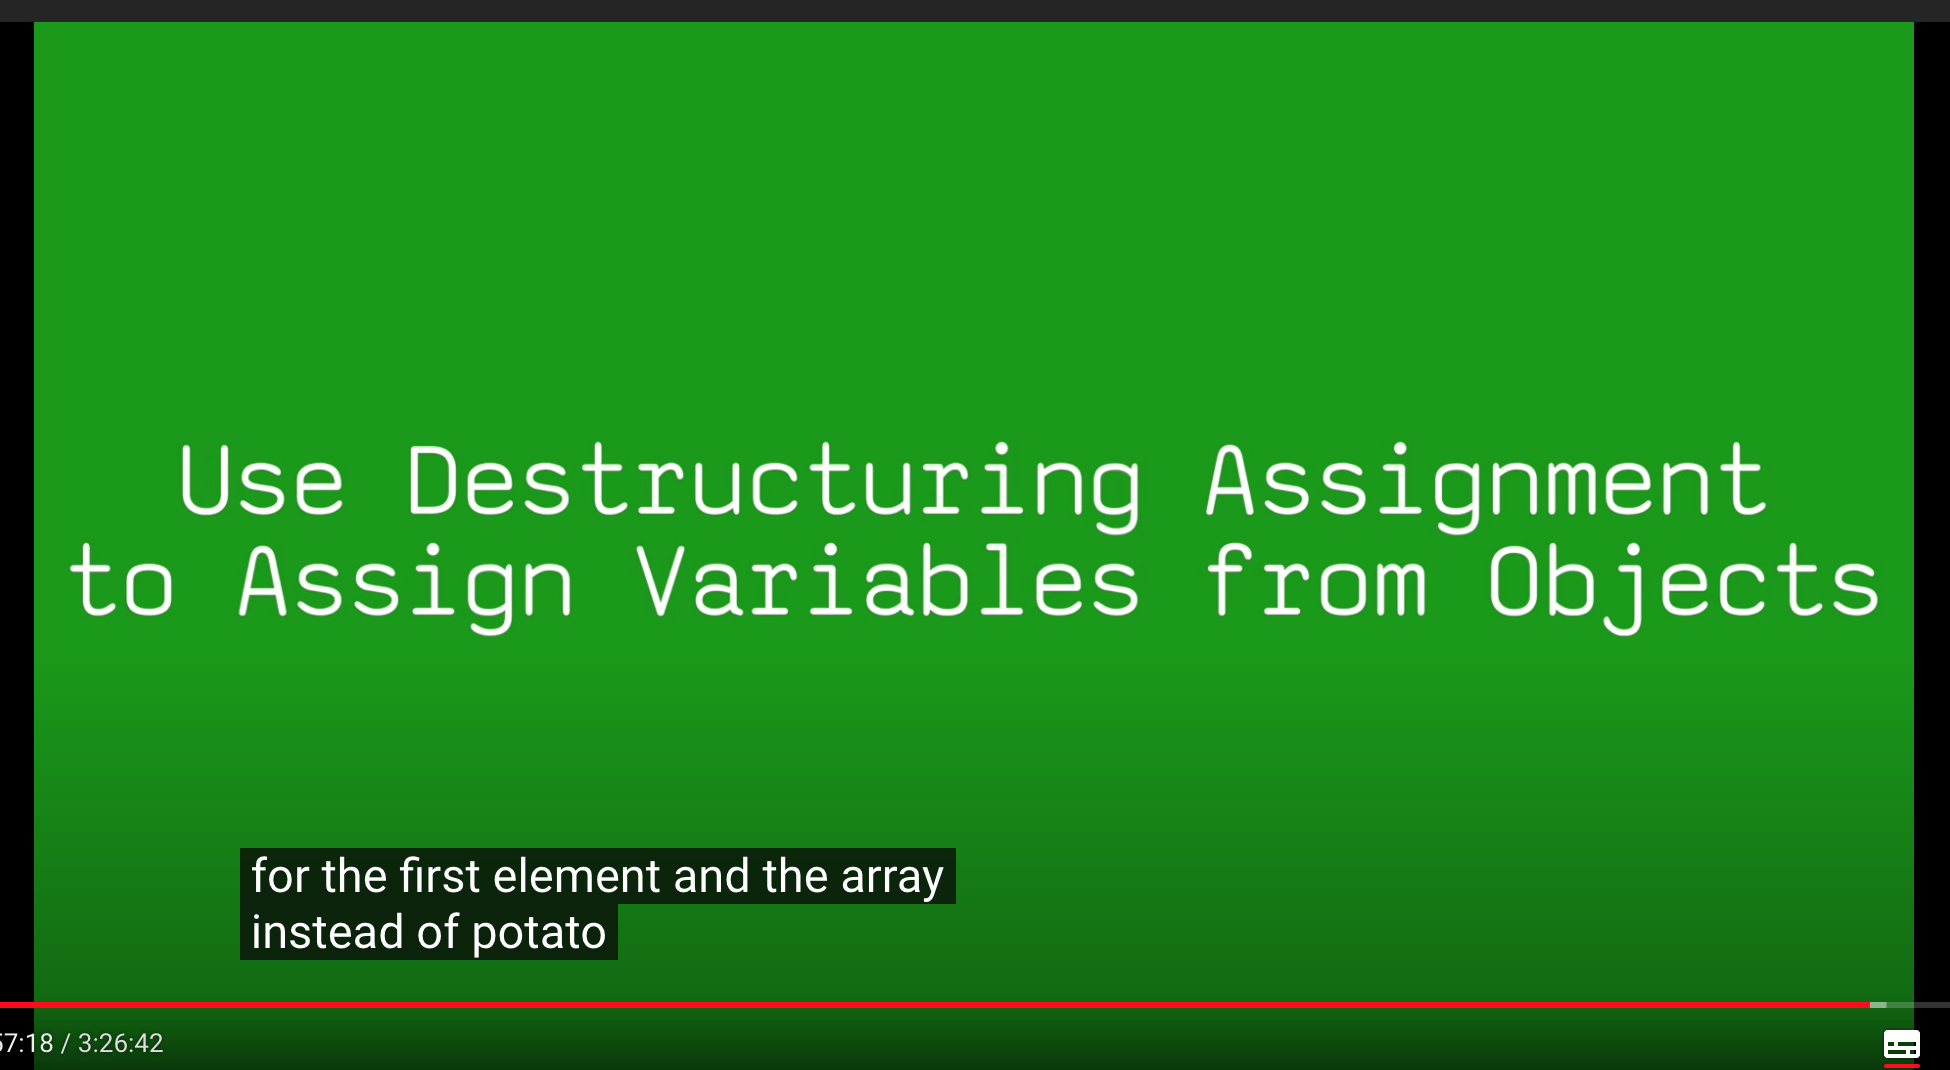 Use Destructuring Assignment
to Assign Variables from Objects
for the first element and the array
instead of potato
57:18 / 3:26:42